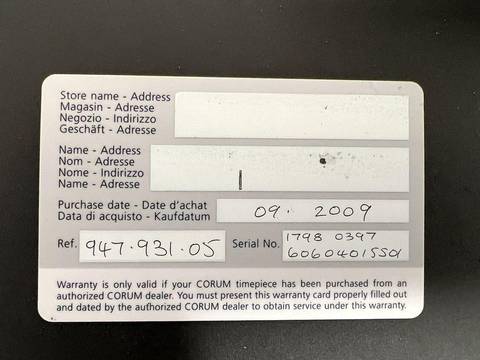 Store name - Address
Magasin - Adresse
Negozio - Indirizzo
Geschäft - Adresse
Name - Address
Nom - Adresse
Nome - Indirizzo
Name - Adresse
Purchase date - Date d'achat
Data di acquisto - Kaufdatum
09. 2009
Ref. 947.931.05
Serial No. 1798 0397
60604015501
Warranty is only valid if your CORUM timepiece has been purchased from an
authorized CORUM dealer. You must present this warranty card properly filled out
and dated by the authorized CORUM dealer to obtain service under this warranty.